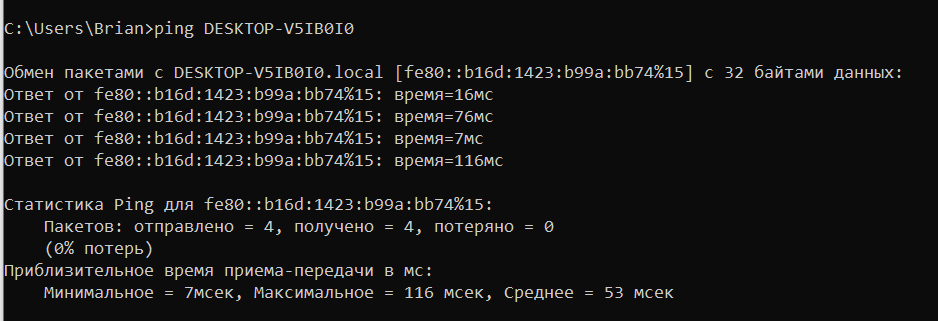 C:\Users\Brian>ping DESKTOP-V5IB0I0
Обмен пакетами с DESKTOP-V5IB0I0.local [fe80::b16d:1423:b99a:bb74%15] с 32 байтами данных:
Ответ от fe80::b16d:1423:b99a:bb74%15: время=16мс
Ответ от fe80::b16d:1423:b99a:bb74%15: время=76мс
Ответ от fe80::b16d:1423:b99a:bb74%15: время=7мс
Ответ от fe80::b16d:1423:b99a:bb74%15: время=116мс
Статистика Ping для fe80::b16d:1423:b99a:bb74%15:
Пакетов: отправлено = 4, получено = 4, потеряно = 0
(0% потерь)
Приблизительное время приема-передачи в мс:
Минимальное = 7мсек, Максимальное = 116 мсек, Среднее = 53 мсек